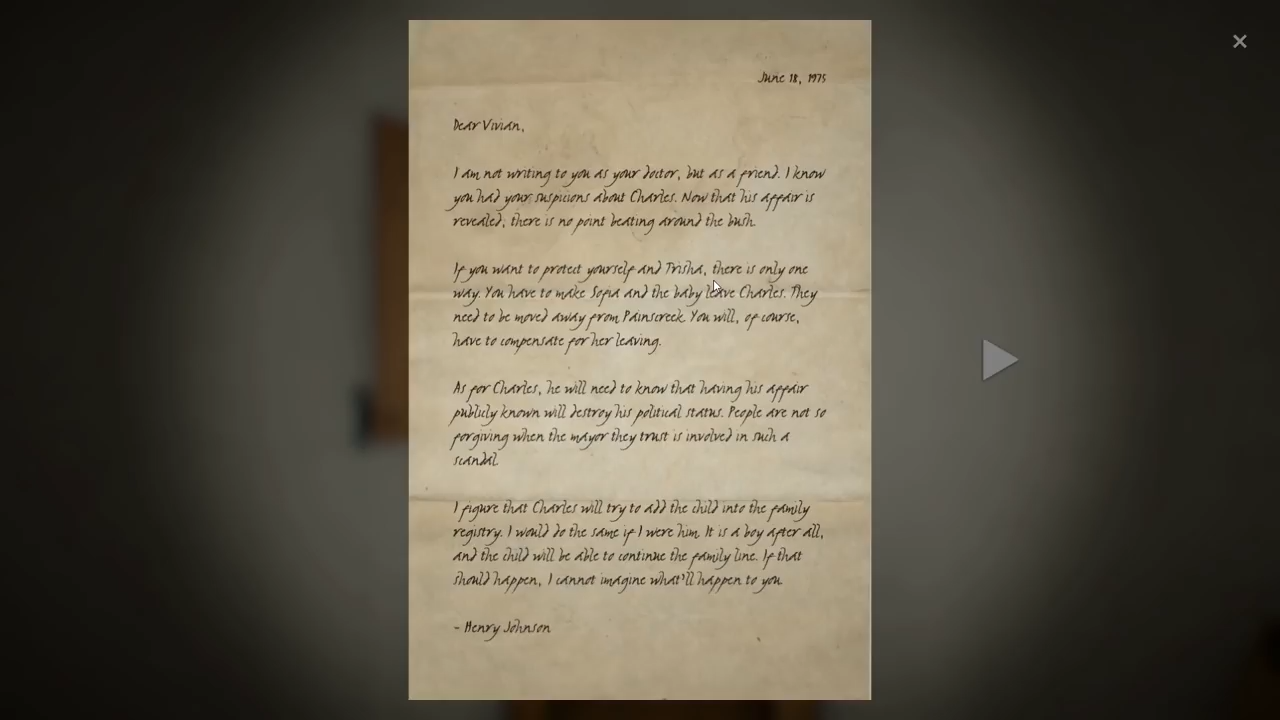 June 18, 1975
Dear Vivian,
I am not writing to you as your doctor, but as a friend. I know
you had your suspicions about Charles. Now that his affair is
revealed, there is no point beating around the bush.
If you want to protect yourself and Trisha, there is only one
way. You have to make Sofia and the baby leave Charles. They
need to be moved away from Painscreek. You will, of course,
have to compensate for her leaving.
As for Charles, he will need to know that having his affair
publicly known will destroy his political status. People are not so
forgiving when the mayor they trust is involved in such a
scandal.
I figure that Charles will try to add the child into the family
registry. I would do the same if I were him. It is a boy after all,
and the child will be able to continue the family line. If that
should happen, I cannot imagine what'll happen to you.
- Henry Johnson